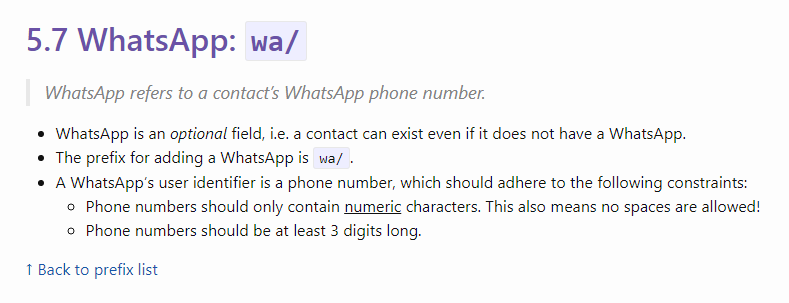 5.7 WhatsApp: wa/
WhatsApp refers to a contact's WhatsApp phone number.
• WhatsApp is an optional field, i.e. a contact can exist even if it does not have a WhatsApp.
• The prefix for adding a WhatsApp is wa/.
• A WhatsApp's user identifier is a phone number, which should adhere to the following constraints:
◦ Phone numbers should only contain numeric characters. This also means no spaces are allowed!
◦ Phone numbers should be at least 3 digits long.
↑ Back to prefix list